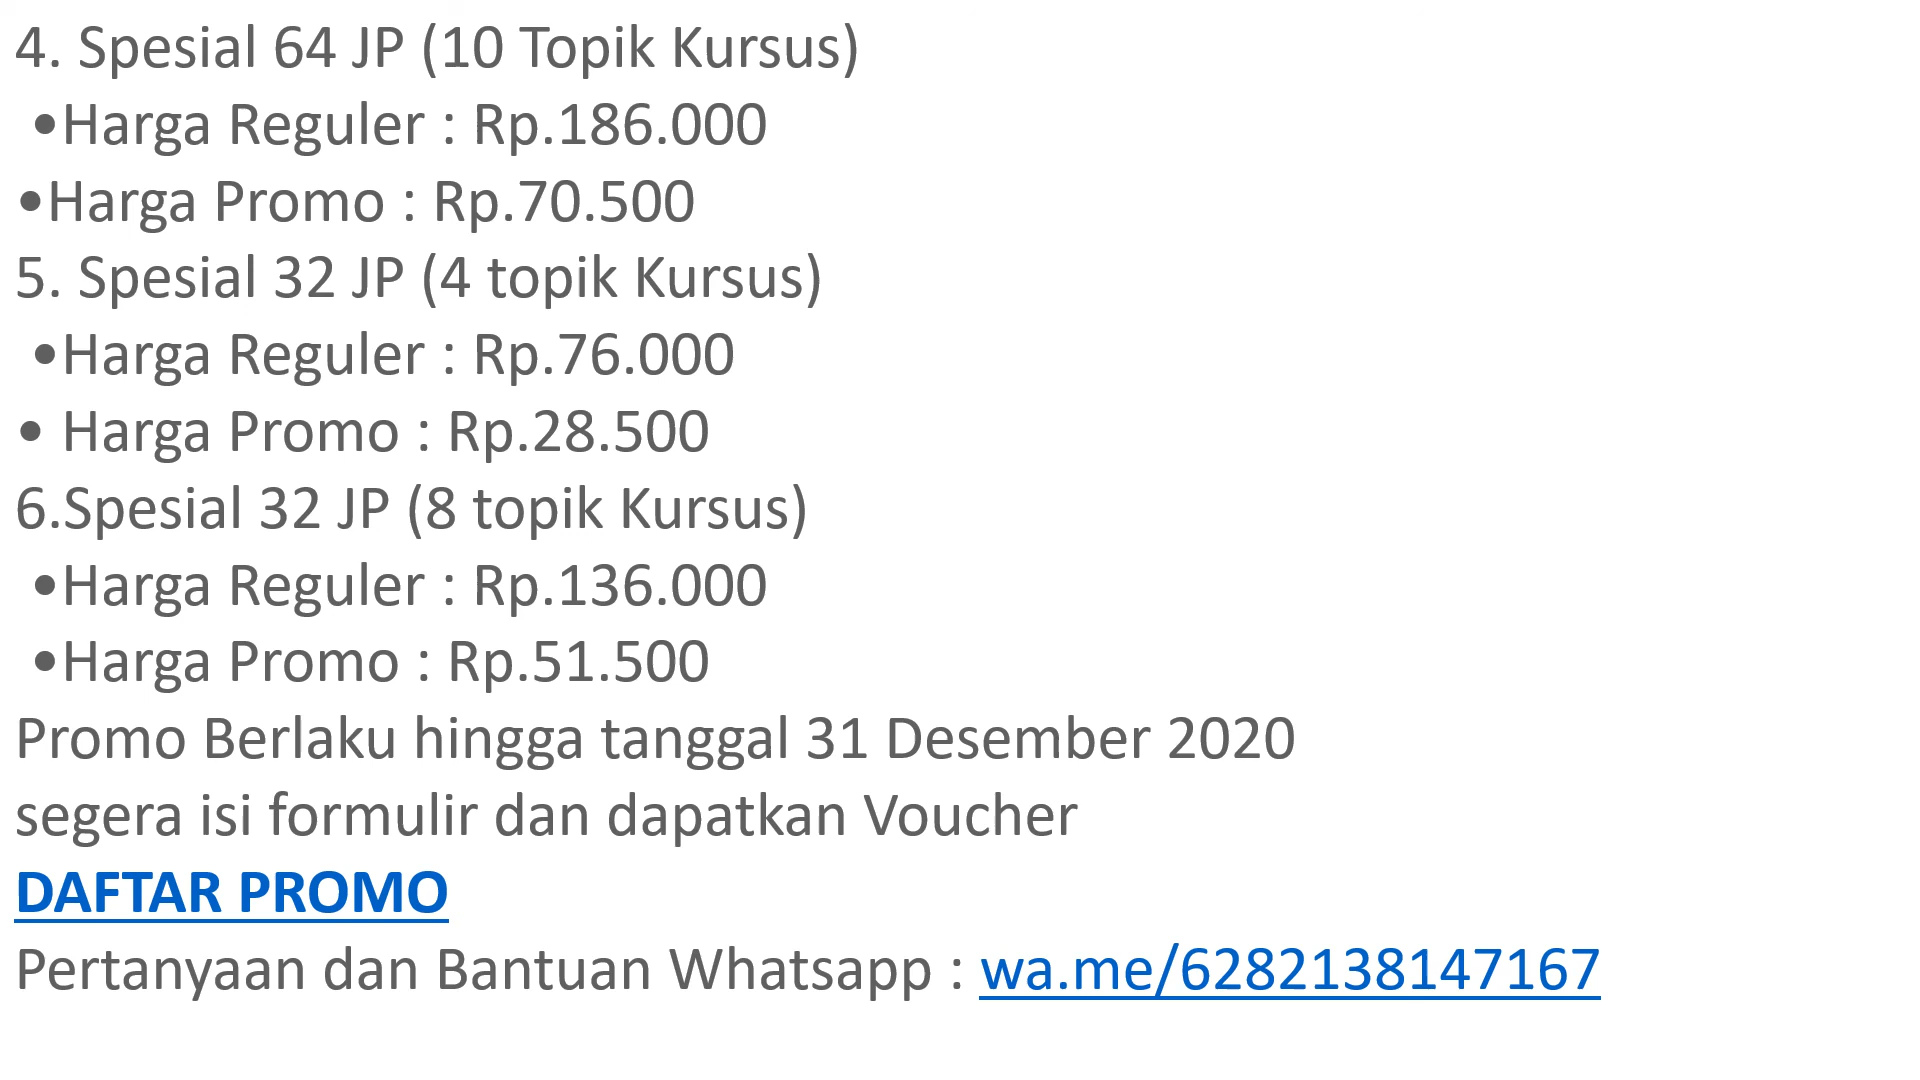 4. Spesial 64 JP (10 Topik Kursus)
•Harga Reguler : Rp.186.000
•Harga Promo : Rp.70.500
5. Spesial 32 JP (4 topik Kursus)
•Harga Reguler : Rp.76.000
• Harga Promo : Rp.28.500
6.Spesial 32 JP (8 topik Kursus)
•Harga Reguler : Rp.136.000
•Harga Promo : Rp.51.500
Promo Berlaku hingga tanggal 31 Desember 2020
segera isi formulir dan dapatkan Voucher
DAFTAR PROMO
Pertanyaan dan Bantuan Whatsapp : wa.me/6282138147167